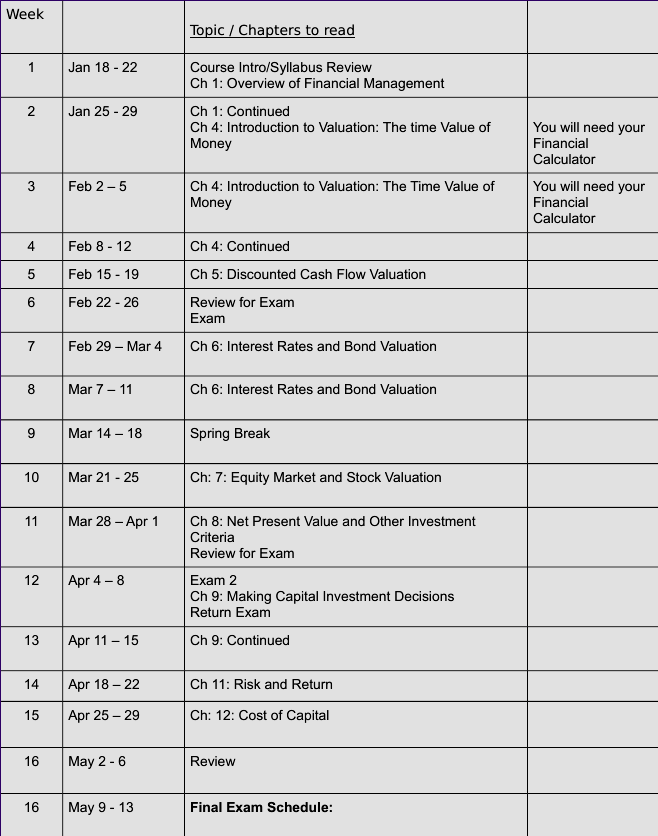 Week
Topic / Chapters to read
1 Jan 18 - 22 Course Intro/Syllabus Review
Ch 1: Overview of Financial Management
2 Jan 25 - 29 Ch 1: Continued
Ch 4: Introduction to Valuation: The time Value of You will need your
Money Financial
Calculator
3 Feb 2 – 5 Ch 4: Introduction to Valuation: The Time Value of You will need your
Money Financial
Calculator
4 Feb 8 - 12 Ch 4: Continued
5 Feb 15 - 19 Ch 5: Discounted Cash Flow Valuation
6 Feb 22 - 26 Review for Exam
Exam
7 Feb 29 – Mar 4 Ch 6: Interest Rates and Bond Valuation
8 Mar 7 – 11 Ch 6: Interest Rates and Bond Valuation
9 Mar 14 – 18 Spring Break
10 Mar 21 - 25 Ch: 7: Equity Market and Stock Valuation
11 Mar 28 – Apr 1 Ch 8: Net Present Value and Other Investment
Criteria
Review for Exam
12 Apr 4 – 8 Exam 2
Ch 9: Making Capital Investment Decisions
Return Exam
13 Apr 11 – 15 Ch 9: Continued
14 Apr 18 – 22 Ch 11: Risk and Return
15 Apr 25 – 29 Ch: 12: Cost of Capital
16 May 2 - 6 Review
16 May 9 - 13 Final Exam Schedule: